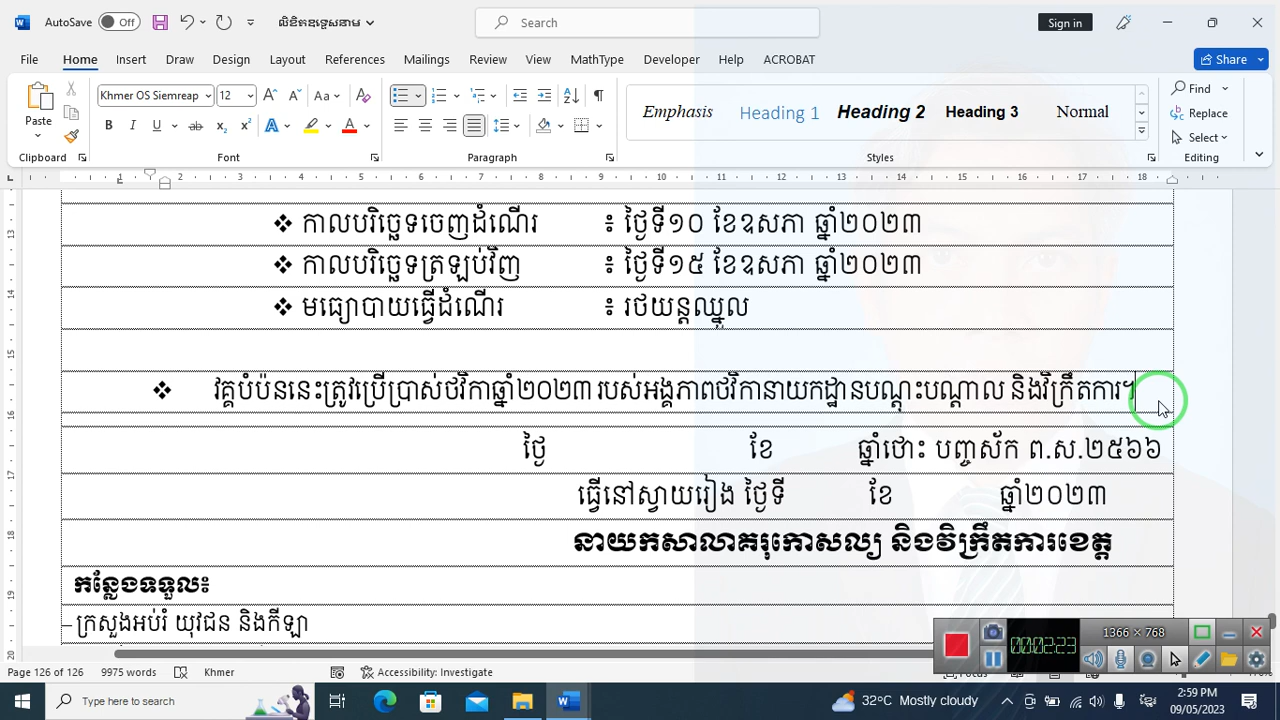 AutoSave Off លិខិតឧទ្ទេសនាម Search Sign in
File Home Insert Draw Design Layout References Mailings Review View MathType Developer Help ACROBAT Share
Paste Khmer OS Siemreap 12 Emphasis Heading 1 Heading 2 Heading 3 Normal Find Replace Select
Clipboard Font Paragraph Styles Editing
❖ កាលបរិច្ឆេទចេញដំណើរ ៖ ថ្ងៃទី១០ ខែឧសភា ឆ្នាំ២០២៣
❖ កាលបរិច្ឆេទត្រឡប់វិញ ៖ ថ្ងៃទី១៥ ខែឧសភា ឆ្នាំ២០២៣
❖ មធ្យោបាយធ្វើដំណើរ ៖ រថយន្តឈ្នួល
❖ វគ្គបំប៉ននេះត្រូវប្រើប្រាស់ថវិកាឆ្នាំ២០២៣ របស់អង្គភាពថវិកានាយកដ្ឋានបណ្តុះបណ្តាល និងវិក្រឹតការ។
ថ្ងៃ ខែ ឆ្នាំថោះ បញ្ចស័ក ព.ស.២៥៦៦
ធ្វើនៅស្វាយរៀង ថ្ងៃទី ខែ ឆ្នាំ២០២៣
នាយកសាលាគរុកោសល្យ និងវិក្រឹតការខេត្ត
កន្លែងទទួល៖
– ក្រសួងអប់រំ យុវជន និងកីឡា
00:02:23 1366 × 768
Page 126 of 126 9975 words Khmer Accessibility: Investigate Focus
Type here to search 32°C Mostly cloudy 2:59 PM
09/05/2023